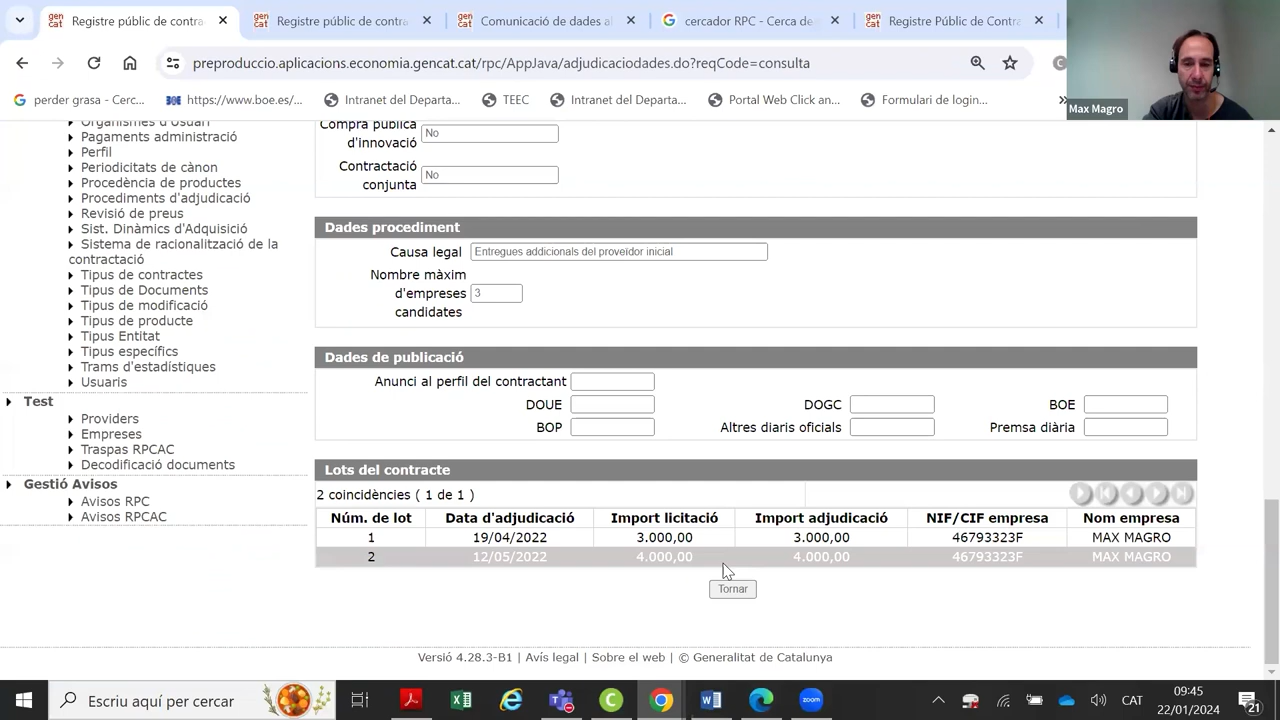 Registre públic de contra
Registre públic de contra
Comunicació de dades al
cercador RPC - Cerca de
Registre Públic De Contra
preproduccio.aplicacions.economia.gencat.cat/rpc/AppJava/adjudicaciodades.do?reqCode=consulta
Max Magro
perder grasa - Cerc...
https://www.boe.es/...
Intranet del Departa...
TEEC
Intranet del Departa...
Portal Web Click an...
Formulari de login...
Organismes d'Usuari
Pagaments administració
Perfil
Periodicitats de cànon
Procedència de productes
Procediments d'adjudicació
Revisió de preus
Sist. Dinàmics d'Adquisició
Sistema de racionalització de la
contractació
Tipus de contractes
Tipus de Documents
Tipus de modificació
Tipus de producte
Tipus Entitat
Tipus específics
Trams d'estadístiques
Usuaris
Test
Providers
Empreses
Traspas RPCAC
Decodificació documents
Gestió Avisos
Avisos RPC
Avisos RPCAC
Compra pública
d'innovació No
Contractació
conjunta No
Dades procediment
Causa legal Entregues addicionals del proveïdor inicial
Nombre màxim
d'empreses 3
candidates
Dades de publicació
Anunci al perfil del contractant
DOUE DOGC BOE
BOP Altres diaris oficials Premsa diària
Lots del contracte
2 coincidències ( 1 de 1 )
Núm. de lot Data d'adjudicació Import licitació Import adjudicació NIF/CIF empresa Nom empresa
1 19/04/2022 3.000,00 3.000,00 46793323F MAX MAGRO
2 12/05/2022 4.000,00 4.000,00 46793323F MAX MAGRO
Tornar
Versió 4.28.3-B1 | Avís legal | Sobre el web | © Generalitat de Catalunya
Escriu aquí per cercar
CAT
09:45
22/01/2024
21